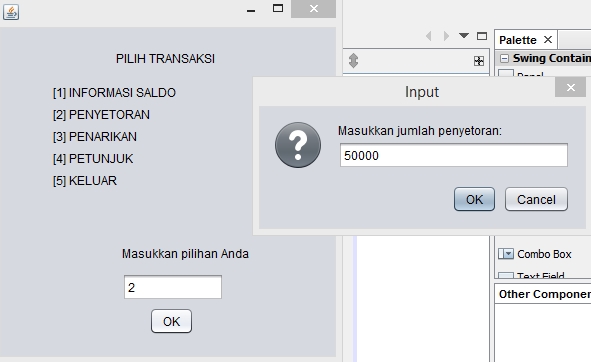 PILIH TRANSAKSI
[1] INFORMASI SALDO
[2] PENYETORAN
[3] PENARIKAN
[4] PETUNJUK
[5] KELUAR
Masukkan pilihan Anda
2
OK
Input
Masukkan jumlah penyetoran:
50000
OK Cancel
Palette
Swing Contain
Panel
Combo Box
Text Field
Other Componen